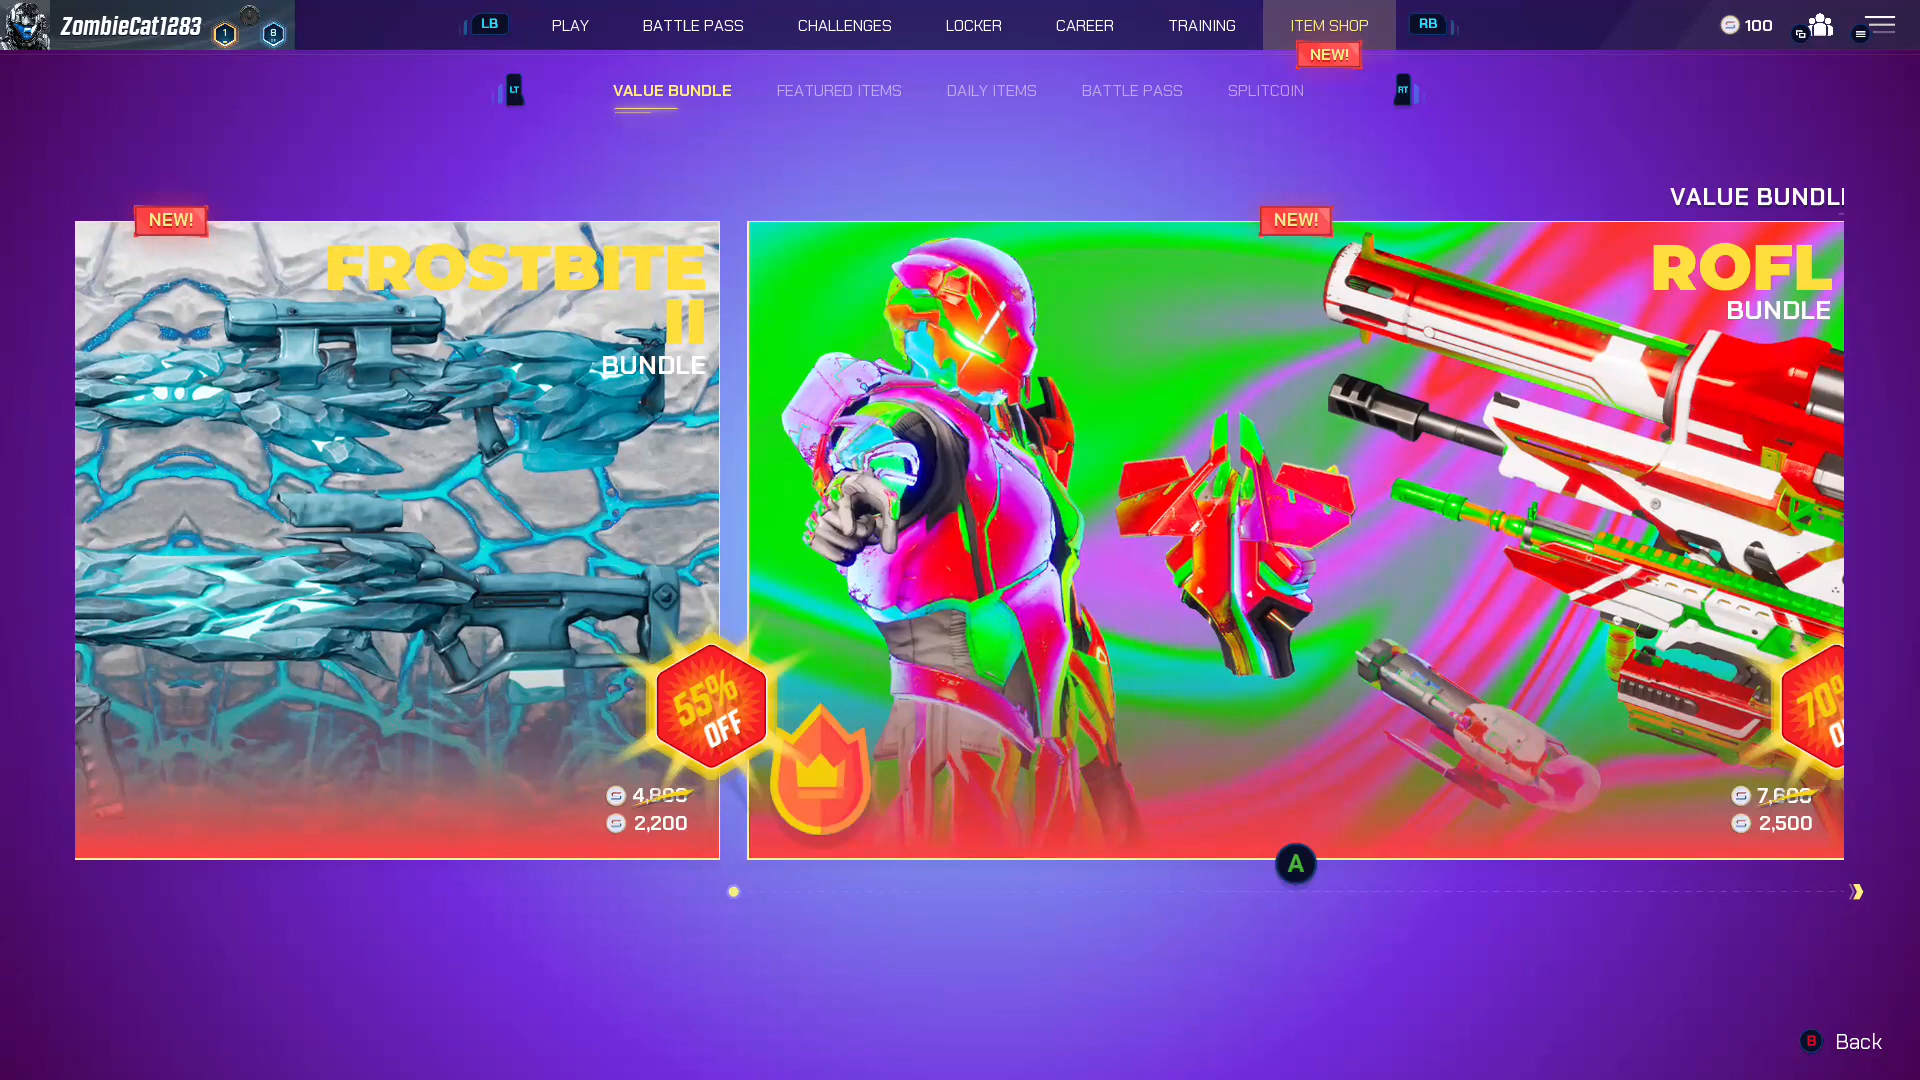 ZombieCat1283
1
8
LB
PLAY
BATTLE PASS
CHALLENGES
LOCKER
CAREER
TRAINING
ITEM SHOP
NEW!
RB
100
LT
VALUE BUNDLE
FEATURED ITEMS
DAILY ITEMS
BATTLE PASS
SPLITCOIN
RT
VALUE BUNDL
NEW!
FROSTBITE
II
BUNDLE
55%
OFF
4,800
2,200
NEW!
ROFL
BUNDLE
70%
O
7,600
2,500
A
B Back